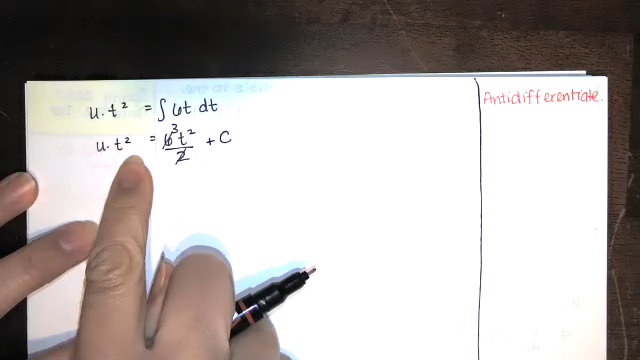 u · t² = ∫ 6t dt
u · t² = 6³t²/2 + C
Antidifferentiate.